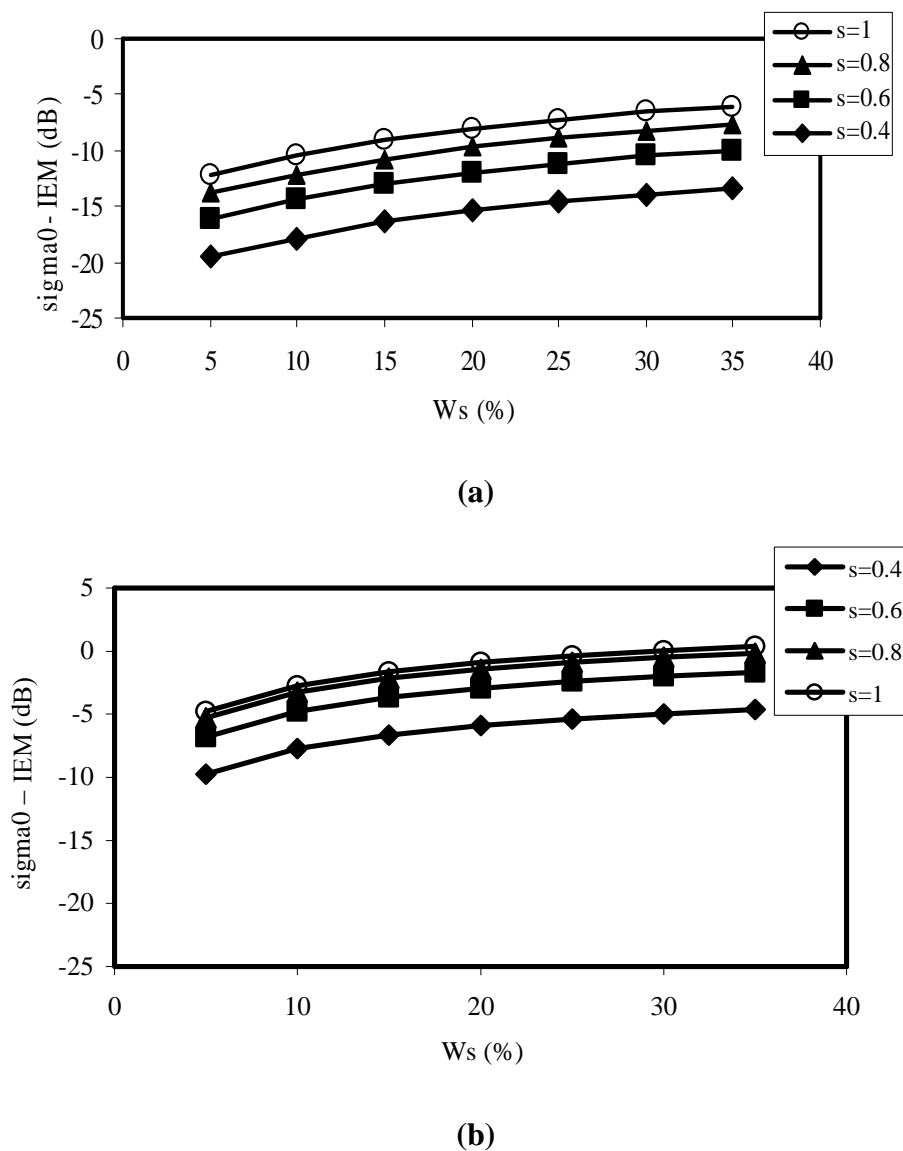 0
-5
-10
-15
-20
-25
sigma0 - IEM (dB)
0 5 10 15 20 25 30 35 40
Ws (%)
s=1
s=0.8
s=0.6
s=0.4
(a)
5
0
-5
-10
-15
-20
-25
sigma0 – IEM (dB)
0 10 20 30 40
Ws (%)
s=0.4
s=0.6
s=0.8
s=1
(b)